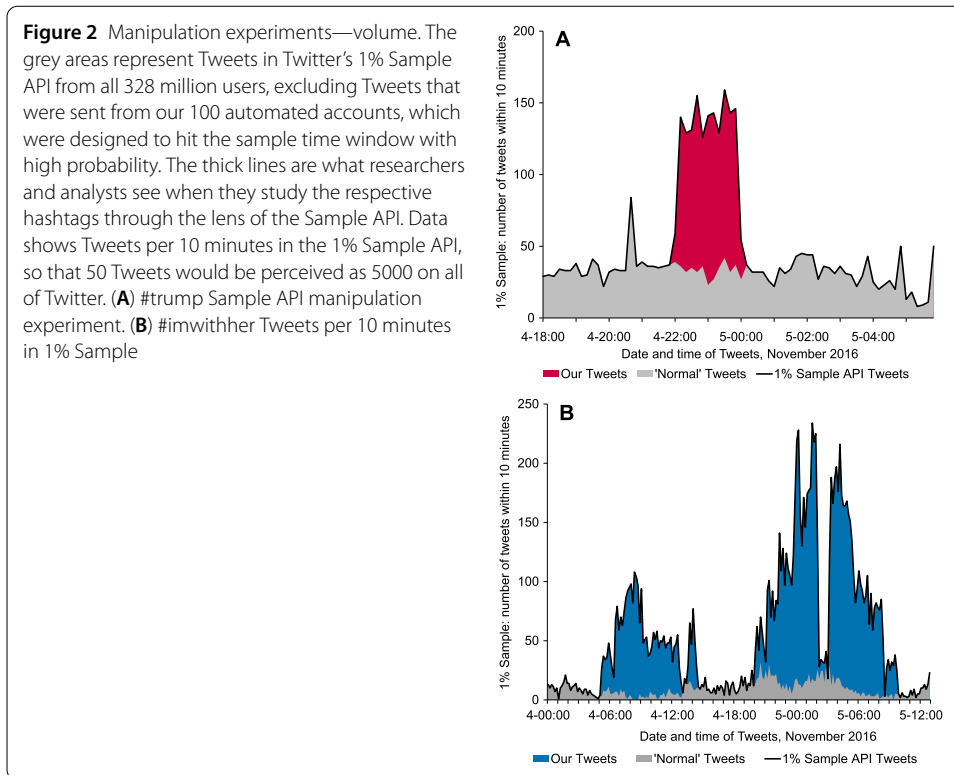 Figure 2 Manipulation experiments—volume. The
grey areas represent Tweets in Twitter's 1% Sample
API from all 328 million users, excluding Tweets that
were sent from our 100 automated accounts, which
were designed to hit the sample time window with
high probability. The thick lines are what researchers
and analysts see when they study the respective
hashtags through the lens of the Sample API. Data
shows Tweets per 10 minutes in the 1% Sample API,
so that 50 Tweets would be perceived as 5000 on all
of Twitter. (A) #trump Sample API manipulation
experiment. (B) #imwithher Tweets per 10 minutes
in 1% Sample
A
1% Sample: number of tweets within 10 minutes
200
150
100
50
0
4-18:00 4-20:00 4-22:00 5-00:00 5-02:00 5-04:00
Date and time of Tweets, November 2016
Our Tweets 'Normal' Tweets 1% Sample API Tweets
B
1% Sample: number of tweets within 10 minutes
250
200
150
100
50
0
4-00:00 4-06:00 4-12:00 4-18:00 5-00:00 5-06:00 5-12:00
Date and time of Tweets, November 2016
Our Tweets 'Normal' Tweets 1% Sample API Tweets